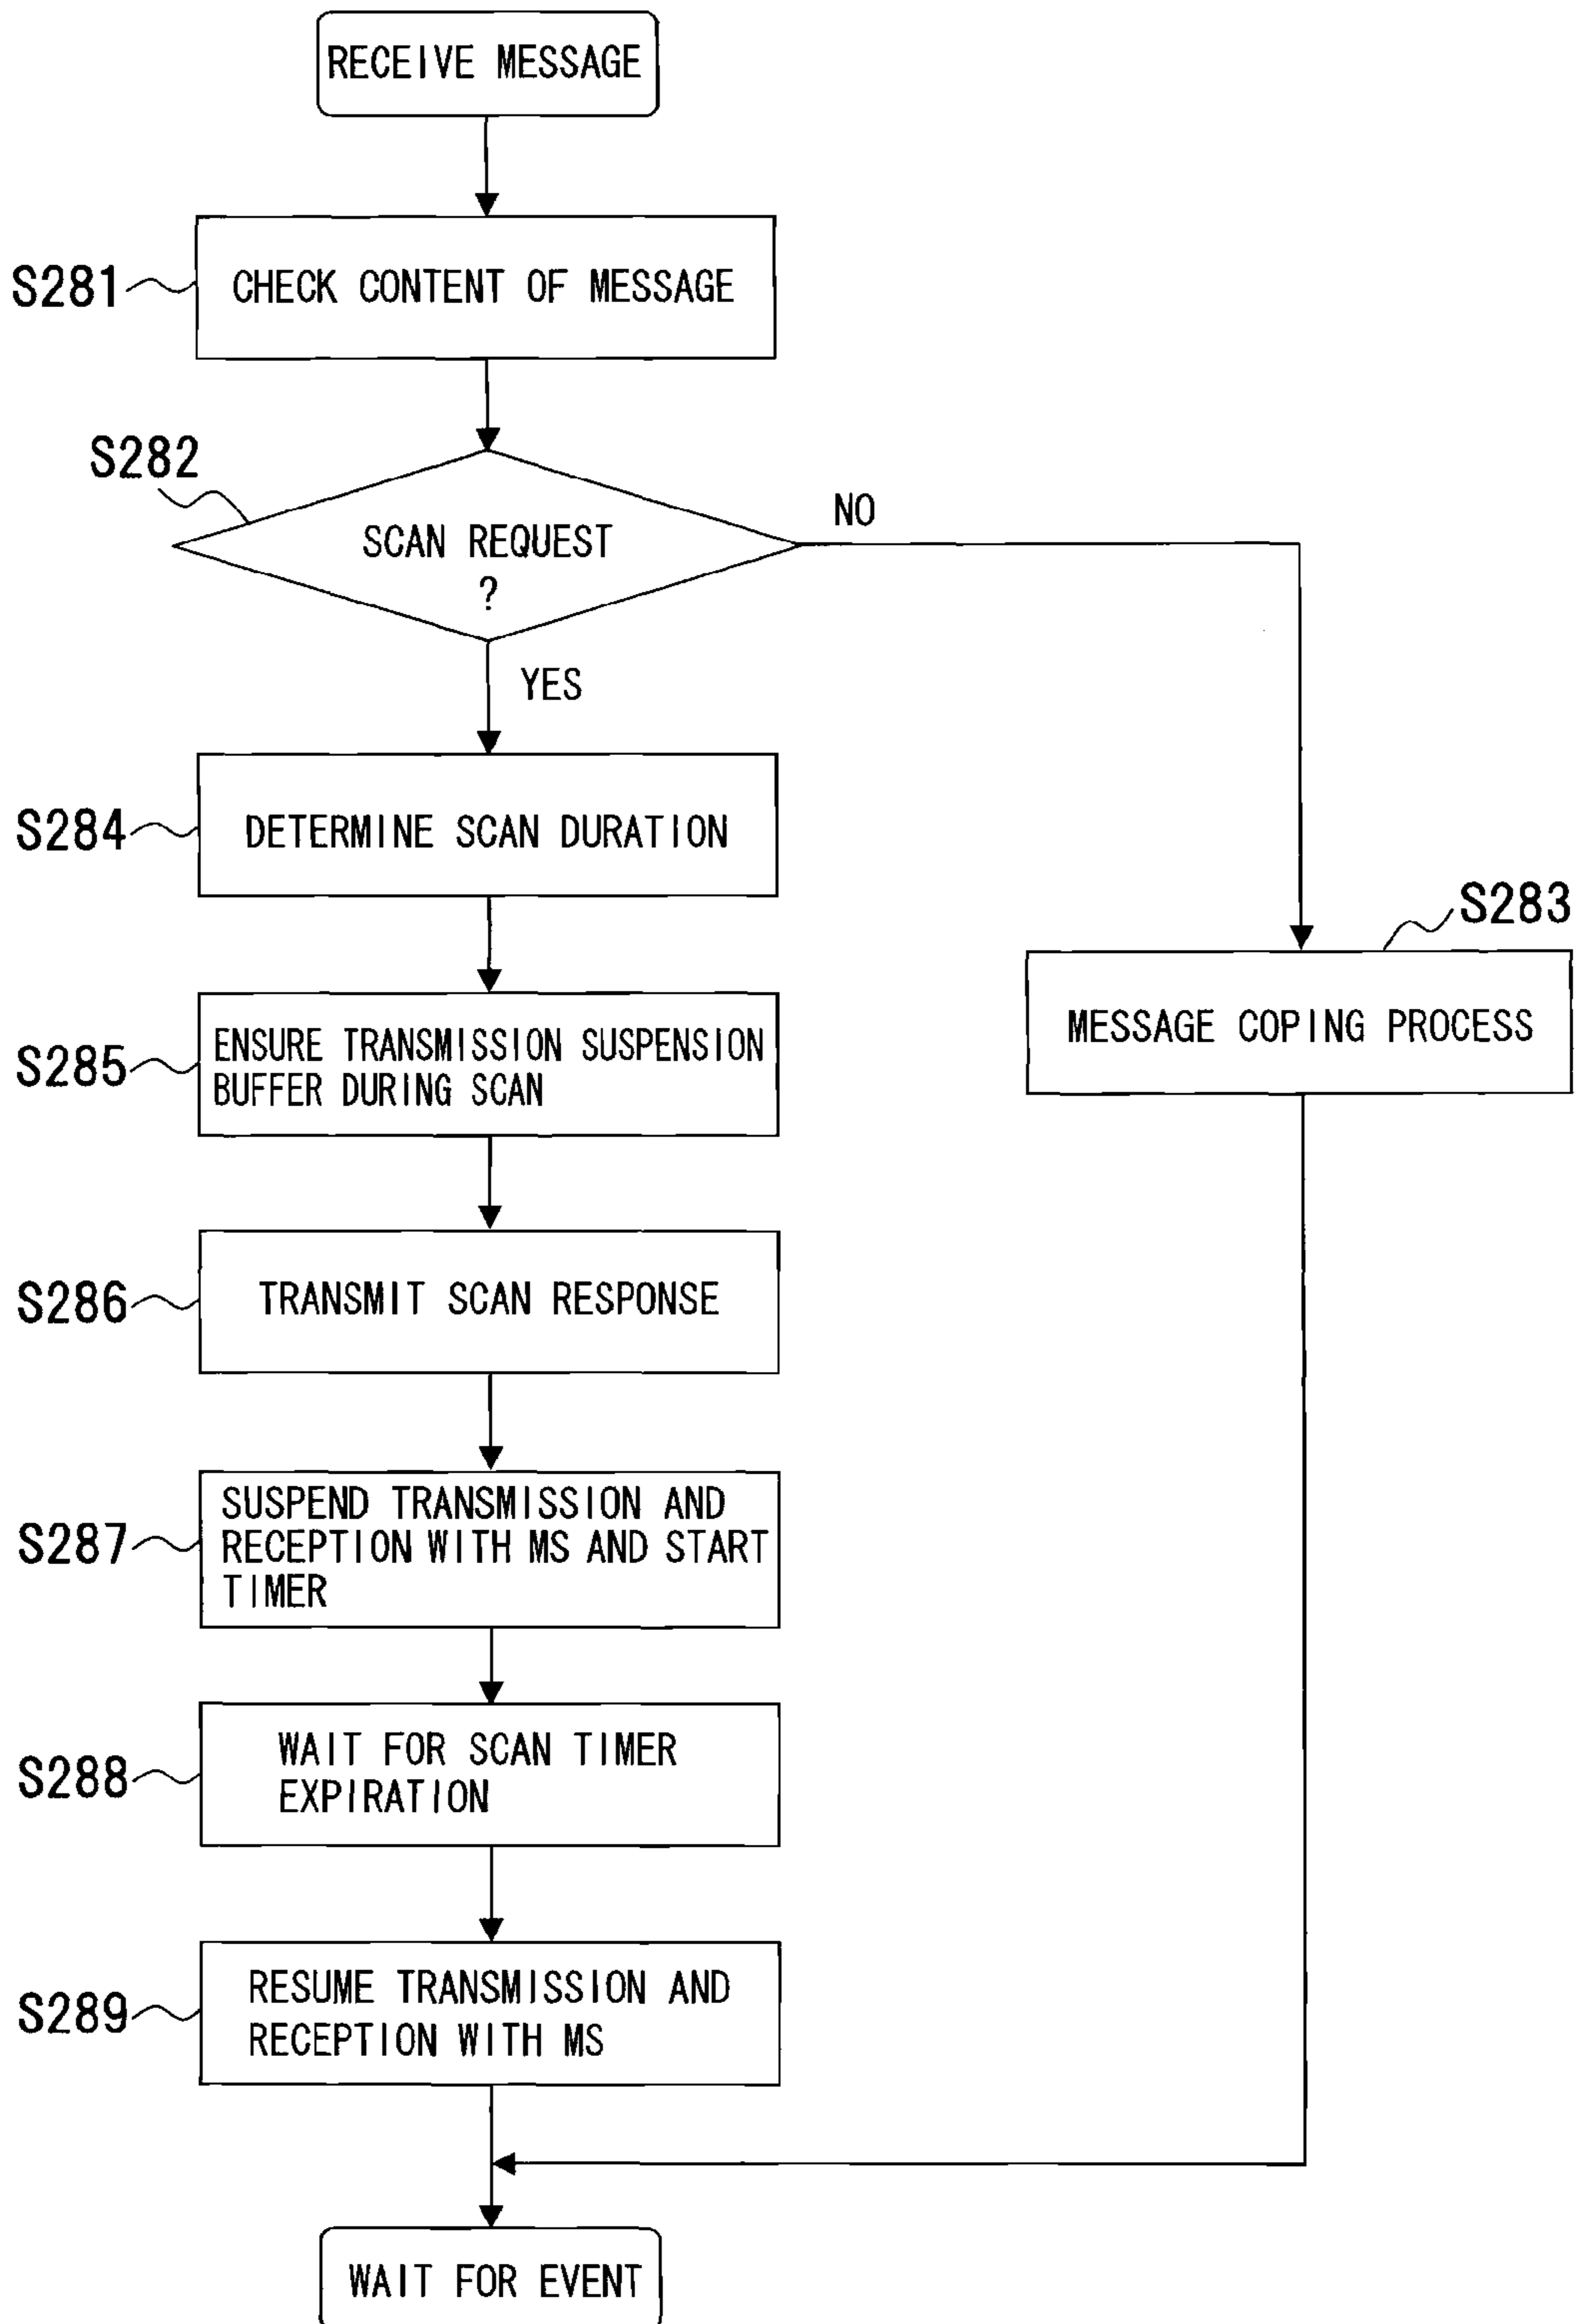 RECEIVE MESSAGE
S281
CHECK CONTENT OF MESSAGE
S282
SCAN REQUEST
?
NO
YES
S284
DETERMINE SCAN DURATION
S283
MESSAGE COPING PROCESS
S285
ENSURE TRANSMISSION SUSPENSION
BUFFER DURING SCAN
S286
TRANSMIT SCAN RESPONSE
S287
SUSPEND TRANSMISSION AND
RECEPTION WITH MS AND START
TIMER
S288
WAIT FOR SCAN TIMER
EXPIRATION
S289
RESUME TRANSMISSION AND
RECEPTION WITH MS
WAIT FOR EVENT